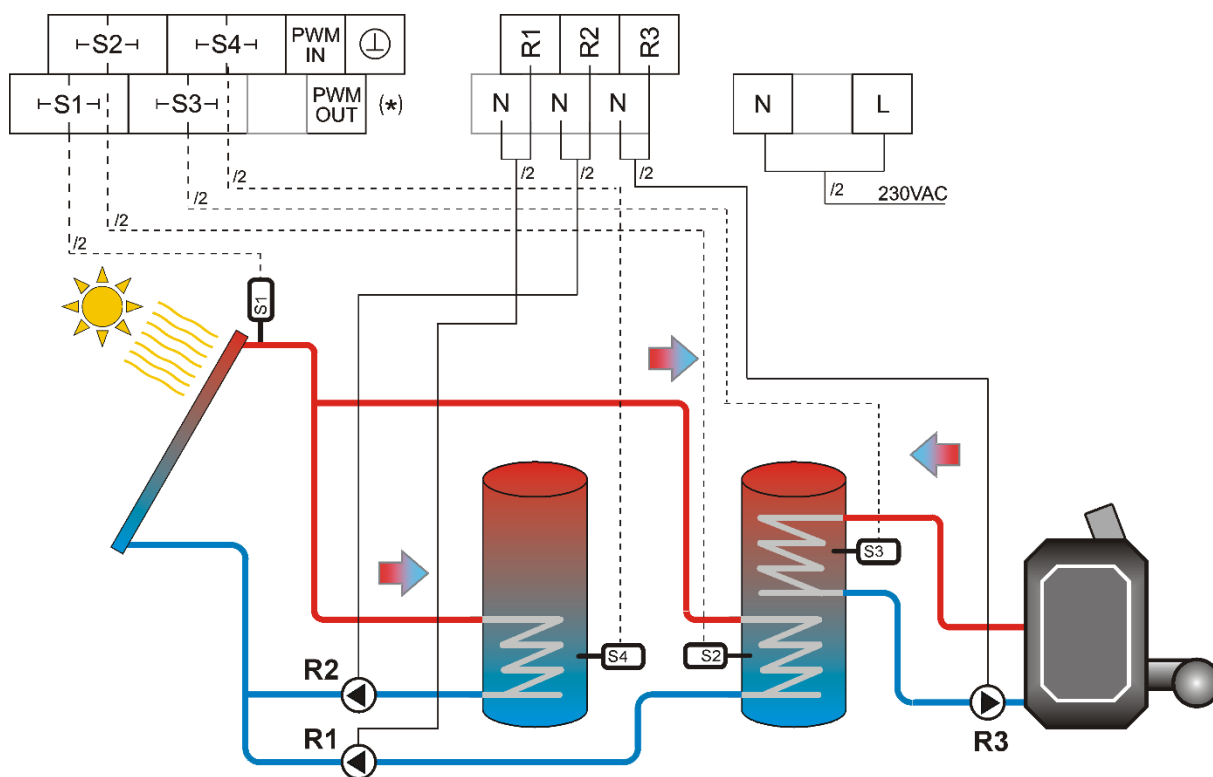 S2 S4 PWM IN
S1 S3 PWM OUT (*)
R1 R2 R3
N N N
N L
/2 /2 /2 /2
/2 /2 /2
/2 230VAC
S1
S3
S4 S2
R2
R1
R3